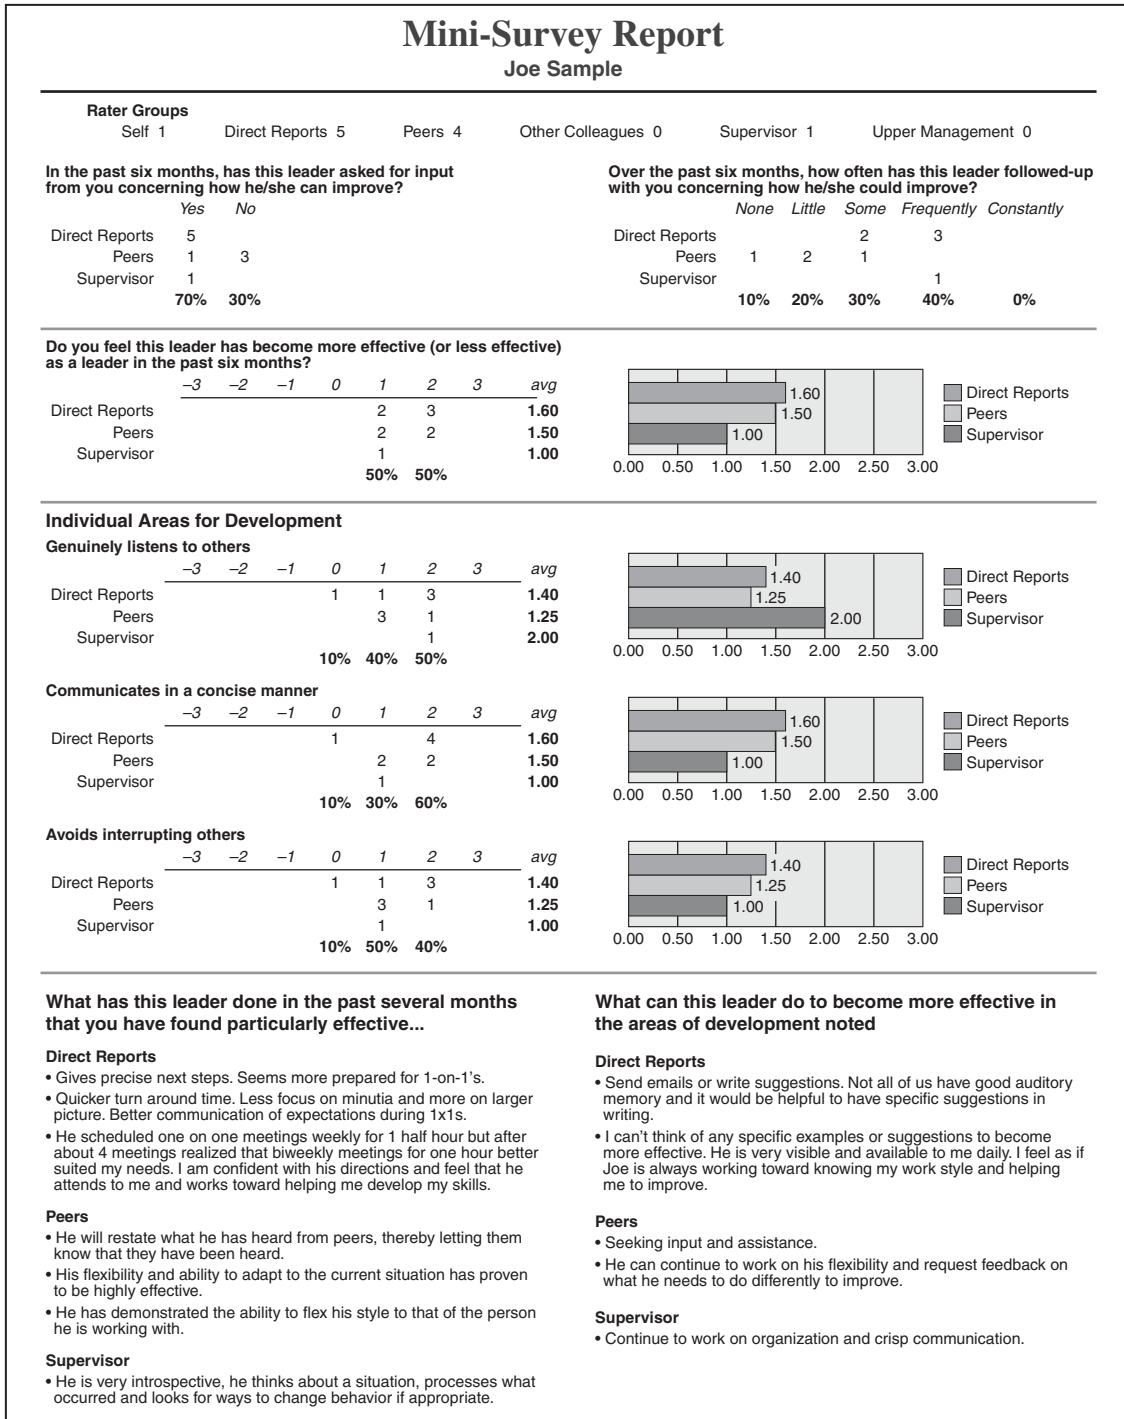 Mini-Survey Report
Joe Sample
Rater Groups
Self 1 Direct Reports 5 Peers 4 Other Colleagues 0 Supervisor 1 Upper Management 0
In the past six months, has this leader asked for input
from you concerning how he/she can improve?
Yes No
Direct Reports 5
Peers 1 3
Supervisor 1
70% 30%
Over the past six months, how often has this leader followed-up
with you concerning how he/she could improve?
None Little Some Frequently Constantly
Direct Reports 2 3
Peers 1 2 1
Supervisor 1
10% 20% 30% 40% 0%
Do you feel this leader has become more effective (or less effective)
as a leader in the past six months?
–3 –2 –1 0 1 2 3 avg
Direct Reports 2 3 1.60
Peers 2 2 1.50
Supervisor 1 1.00
50% 50%
1.60
1.50
1.00
0.00 0.50 1.00 1.50 2.00 2.50 3.00
Direct Reports
Peers
Supervisor
Individual Areas for Development
Genuinely listens to others
–3 –2 –1 0 1 2 3 avg
Direct Reports 1 1 3 1.40
Peers 3 1 1.25
Supervisor 1 2.00
10% 40% 50%
1.40
1.25
2.00
0.00 0.50 1.00 1.50 2.00 2.50 3.00
Direct Reports
Peers
Supervisor
Communicates in a concise manner
–3 –2 –1 0 1 2 3 avg
Direct Reports 1 4 1.60
Peers 2 2 1.50
Supervisor 1 1.00
10% 30% 60%
1.60
1.50
1.00
0.00 0.50 1.00 1.50 2.00 2.50 3.00
Direct Reports
Peers
Supervisor
Avoids interrupting others
–3 –2 –1 0 1 2 3 avg
Direct Reports 1 1 3 1.40
Peers 3 1 1.25
Supervisor 1 1.00
10% 50% 40%
1.40
1.25
1.00
0.00 0.50 1.00 1.50 2.00 2.50 3.00
Direct Reports
Peers
Supervisor
What has this leader done in the past several months
that you have found particularly effective...
Direct Reports
• Gives precise next steps. Seems more prepared for 1-on-1's.
• Quicker turn around time. Less focus on minutia and more on larger
picture. Better communication of expectations during 1x1s.
• He scheduled one on one meetings weekly for 1 half hour but after
about 4 meetings realized that biweekly meetings for one hour better
suited my needs. I am confident with his directions and feel that he
attends to me and works toward helping me develop my skills.
Peers
• He will restate what he has heard from peers, thereby letting them
know that they have been heard.
• His flexibility and ability to adapt to the current situation has proven
to be highly effective.
• He has demonstrated the ability to flex his style to that of the person
he is working with.
Supervisor
• He is very introspective, he thinks about a situation, processes what
occurred and looks for ways to change behavior if appropriate.
What can this leader do to become more effective in
the areas of development noted
Direct Reports
• Send emails or write suggestions. Not all of us have good auditory
memory and it would be helpful to have specific suggestions in
writing.
• I can't think of any specific examples or suggestions to become
more effective. He is very visible and available to me daily. I feel as if
Joe is always working toward knowing my work style and helping
me to improve.
Peers
• Seeking input and assistance.
• He can continue to work on his flexibility and request feedback on
what he needs to do differently to improve.
Supervisor
• Continue to work on organization and crisp communication.